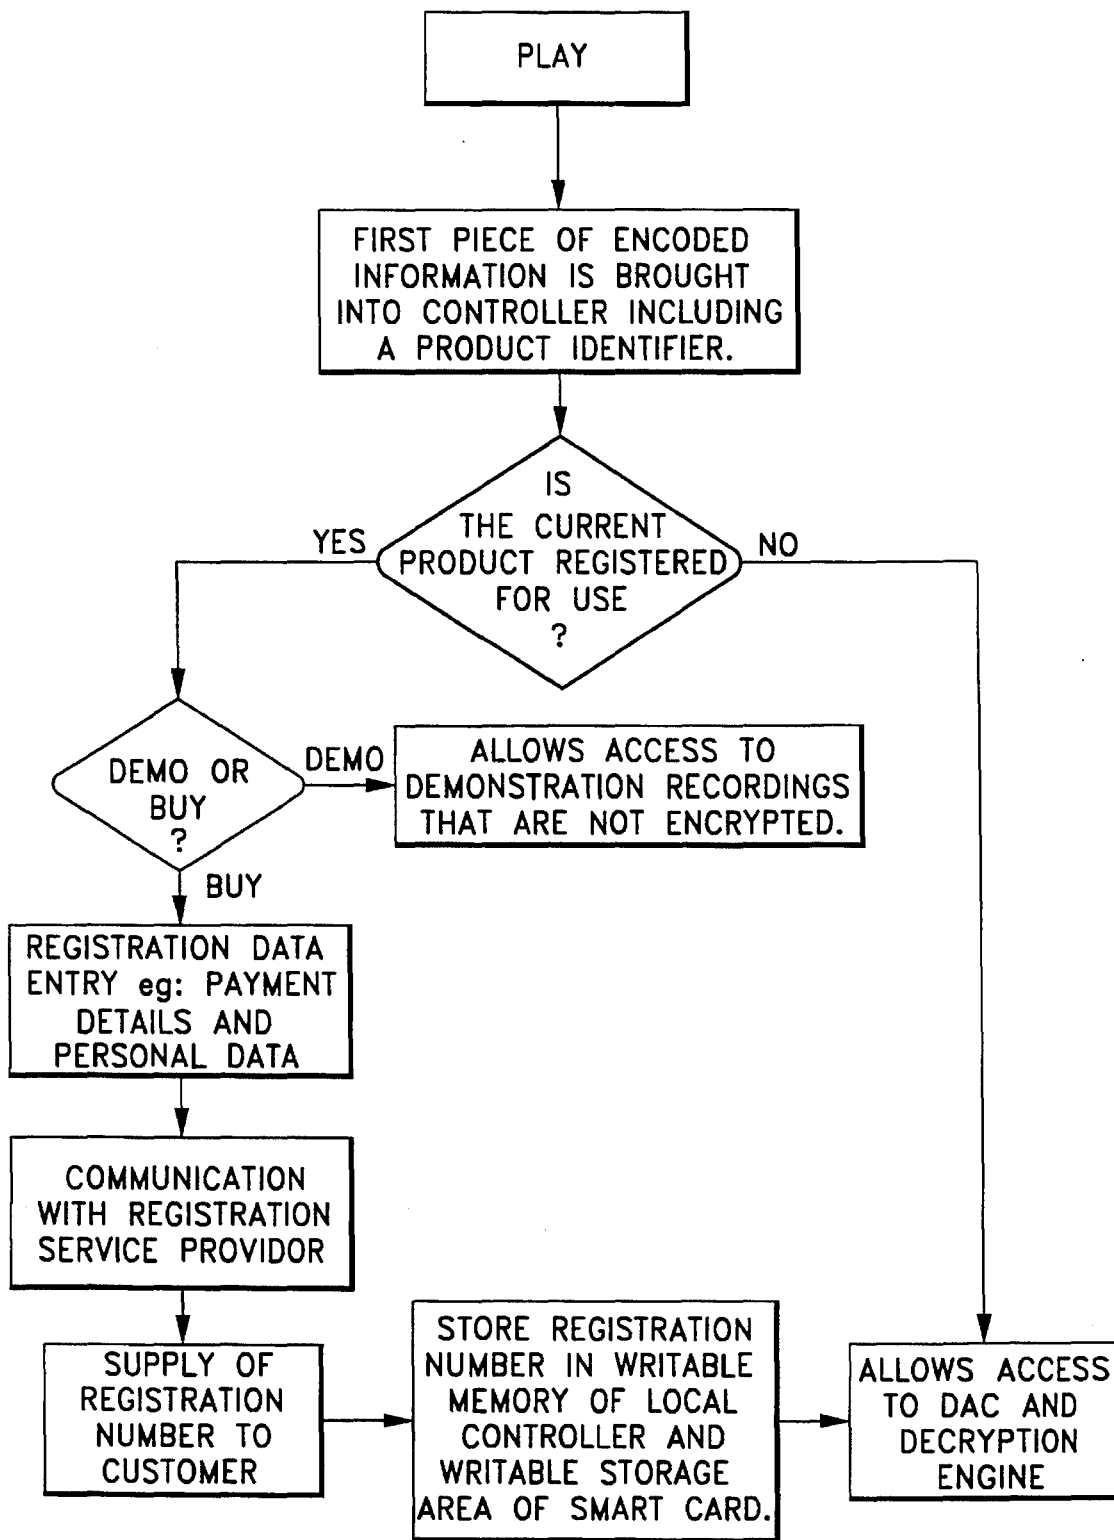 PLAY
FIRST PIECE OF ENCODED
INFORMATION IS BROUGHT
INTO CONTROLLER INCLUDING
A PRODUCT IDENTIFIER.
IS
THE CURRENT
PRODUCT REGISTERED
FOR USE
?
YES
NO
DEMO OR
BUY
?
DEMO
ALLOWS ACCESS TO
DEMONSTRATION RECORDINGS
THAT ARE NOT ENCRYPTED.
BUY
REGISTRATION DATA
ENTRY eg: PAYMENT
DETAILS AND
PERSONAL DATA
COMMUNICATION
WITH REGISTRATION
SERVICE PROVIDOR
SUPPLY OF
REGISTRATION
NUMBER TO
CUSTOMER
STORE REGISTRATION
NUMBER IN WRITABLE
MEMORY OF LOCAL
CONTROLLER AND
WRITABLE STORAGE
AREA OF SMART CARD.
ALLOWS ACCESS
TO DAC AND
DECRYPTION
ENGINE